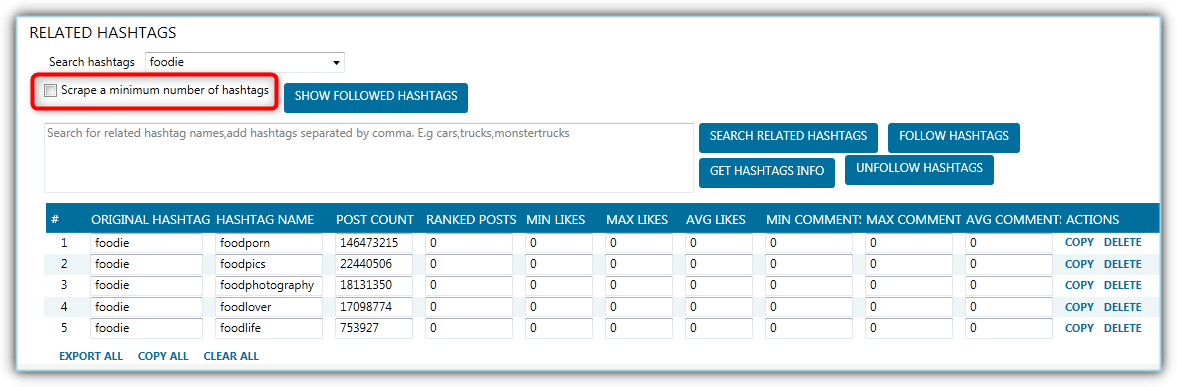 RELATED HASHTAGS
Search hashtags foodie
Scrape a minimum number of hashtags SHOW FOLLOWED HASHTAGS
Search for related hashtag names,add hashtags separated by comma. E.g cars,trucks,monstertrucks
SEARCH RELATED HASHTAGS FOLLOW HASHTAGS
GET HASHTAGS INFO UNFOLLOW HASHTAGS
# ORIGINAL HASHTAG HASHTAG NAME POST COUNT RANKED POSTS MIN LIKES MAX LIKES AVG LIKES MIN COMMENTS MAX COMMENT AVG COMMENTS ACTIONS
1 foodie foodporn 146473215 0 0 0 0 0 0 0 COPY DELETE
2 foodie foodpics 22440506 0 0 0 0 0 0 0 COPY DELETE
3 foodie foodphotography 18131350 0 0 0 0 0 0 0 COPY DELETE
4 foodie foodlover 17098774 0 0 0 0 0 0 0 COPY DELETE
5 foodie foodlife 753927 0 0 0 0 0 0 0 COPY DELETE
EXPORT ALL COPY ALL CLEAR ALL